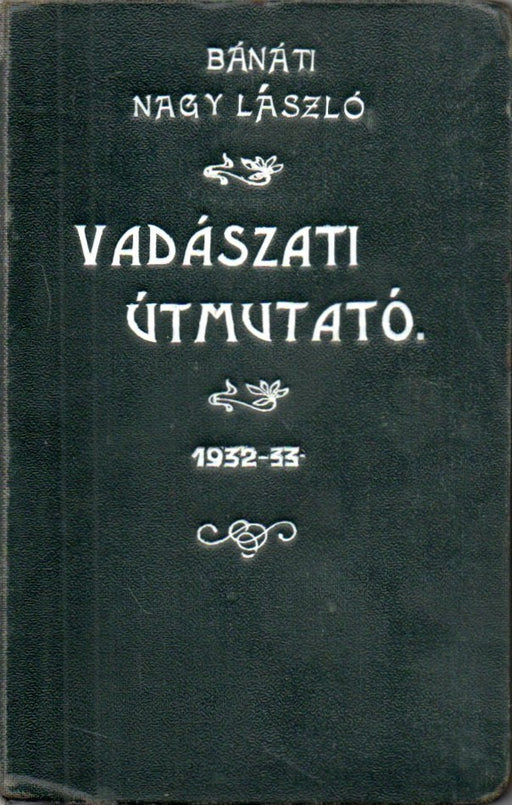 BÁNÁTI
NAGY LÁSZLÓ
VADÁSZATI
ÚTMUTATÓ.
1932-33-